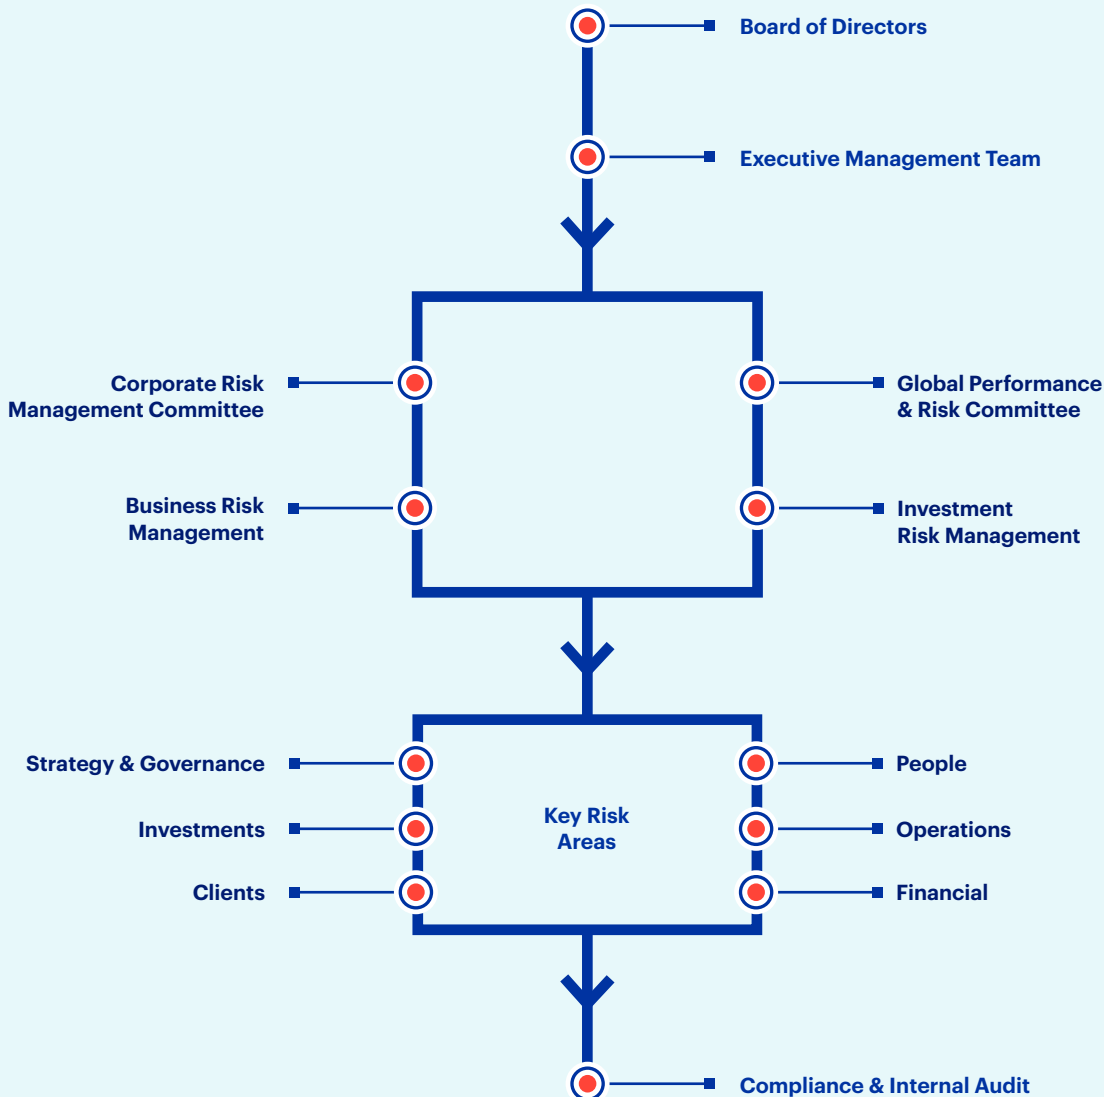 Board of Directors
Executive Management Team
Corporate Risk
Management Committee
Global Performance
& Risk Committee
Business Risk
Management
Investment
Risk Management
Strategy & Governance
People
Key Risk
Areas
Investments
Operations
Clients
Financial
Compliance & Internal Audit